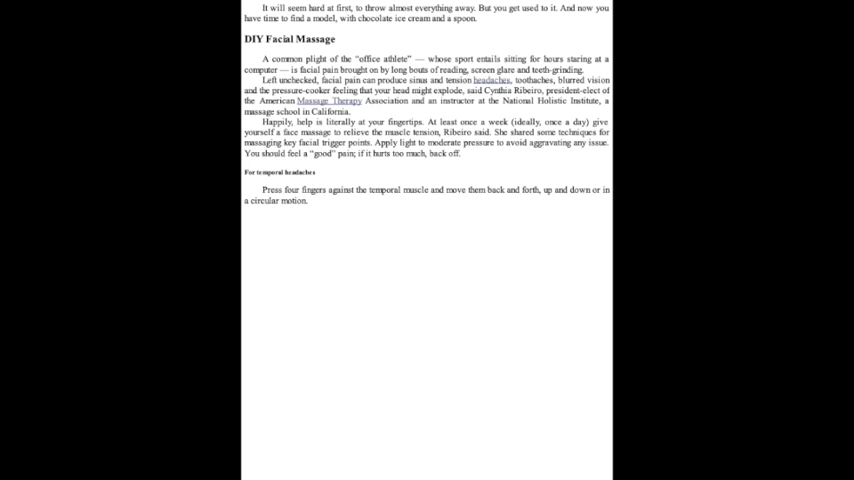 It will seem hard at first, to throw almost everything away. But you get used to it. And now you
have time to find a model, with chocolate ice cream and a spoon.
DIY Facial Massage
A common plight of the “office athlete” — whose sport entails sitting for hours staring at a
computer — is facial pain brought on by long bouts of reading, screen glare and teeth-grinding.
Left unchecked, facial pain can produce sinus and tension headaches, toothaches, blurred vision
and the pressure-cooker feeling that your head might explode, said Cynthia Ribeiro, president-elect of
the American Massage Therapy Association and an instructor at the National Holistic Institute, a
massage school in California.
Happily, help is literally at your fingertips. At least once a week (ideally, once a day) give
yourself a face massage to relieve the muscle tension, Ribeiro said. She shared some techniques for
massaging key facial trigger points. Apply light to moderate pressure to avoid aggravating any issue.
You should feel a “good” pain; if it hurts too much, back off.
For temporal headaches
Press four fingers against the temporal muscle and move them back and forth, up and down or in
a circular motion.